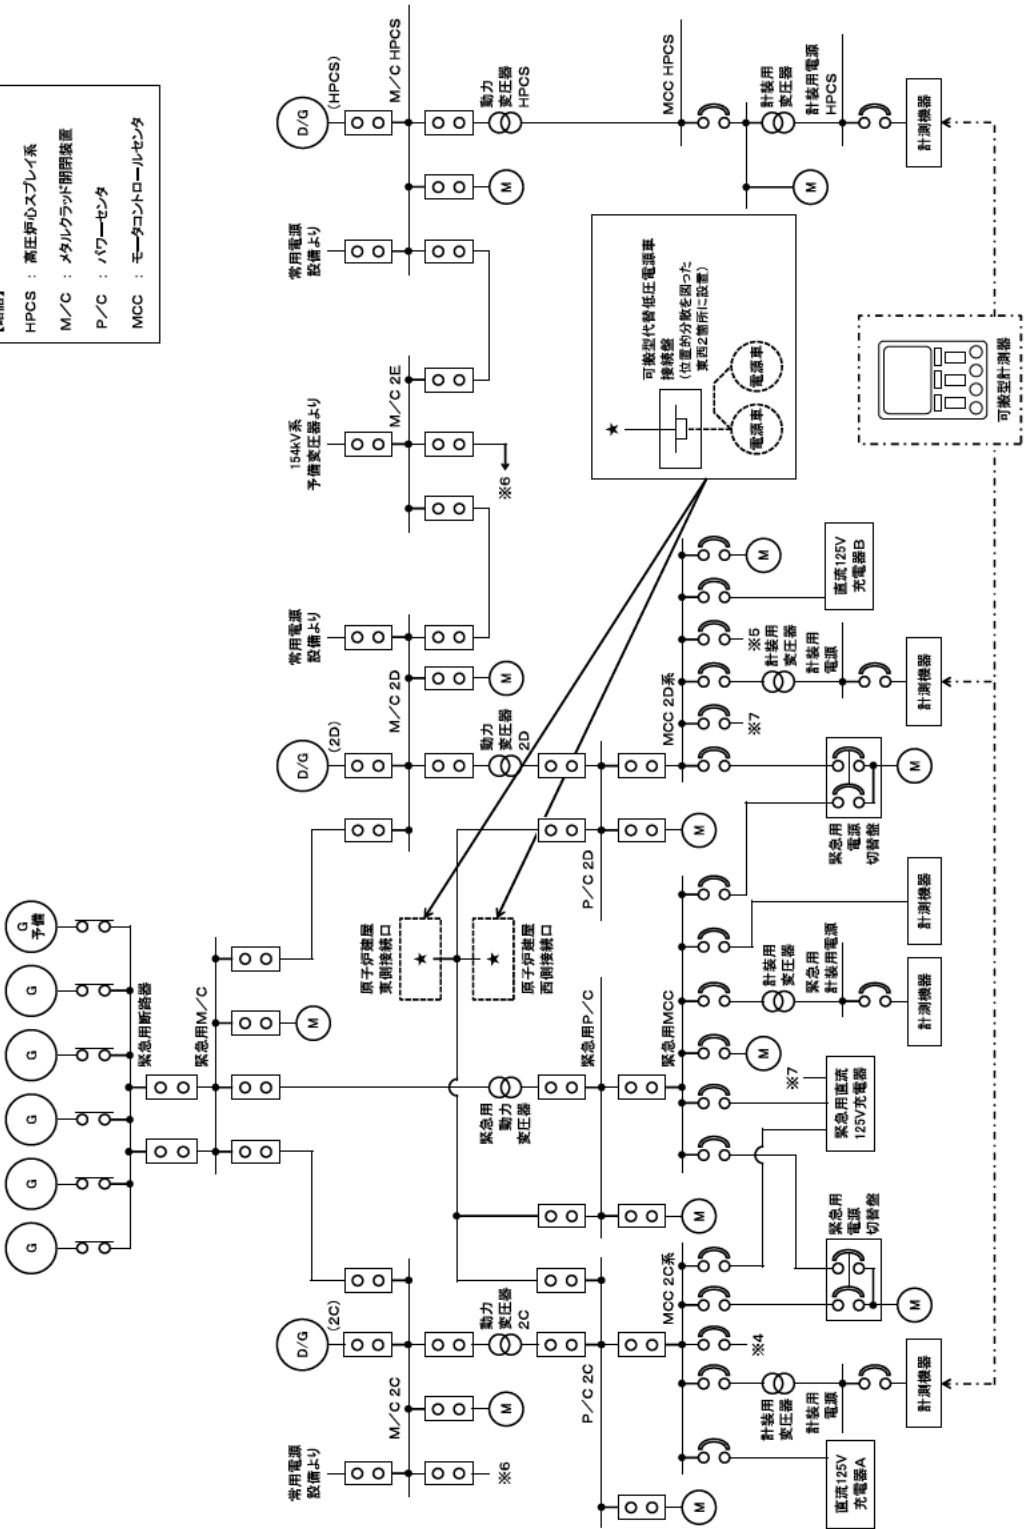 【略語】
HPCS : 高圧炉心スプレイ系
M/C : メタルクラッド開閉装置
P/C : パワーセンタ
MCC : モータコントロールセンタ
G
G
G
G
G
G
予備
緊急用断路器
緊急用M/C
M
D/G
(2C)
D/G
(2D)
D/G
(HPCS)
常用電源
設備より
常用電源
設備より
154kV系
予備変圧器より
常用電源
設備より
M/C 2C
M/C 2D
M/C 2E
M/C HPCS
※6
M
動力
変圧器
2C
緊急用
動力
変圧器
原子炉建屋
東側接続口
★
★
原子炉建屋
西側接続口
動力
変圧器
2D
M
※6
M
動力
変圧器
HPCS
P/C 2C
緊急用P/C
P/C 2D
M
M
M
可搬型代替低圧電源車
接続盤
(位置的分散を図った
東西2箇所に設置)
★
電源車
電源車
MCC 2C系
緊急用MCC
MCC 2D系
MCC HPCS
直流125V
充電器A
計装用
変圧器
計装用
電源
計測機器
※4
緊急用
電源
切替盤
M
緊急用直流
125V充電器
※7
M
計装用
変圧器
緊急用
計装用電源
計測機器
計測機器
緊急用
電源
切替盤
M
※7
計装用
変圧器
計装用
電源
計測機器
※5
直流125V
充電器B
M
M
計装用
変圧器
計装用電源
HPCS
計測機器
可搬型計測器